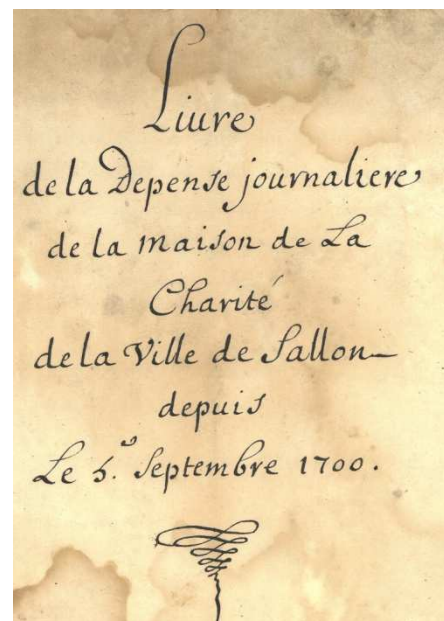 Liure
de la Depense journaliere
de la maison de La
Charité
de la Ville de Sallon
depuis
Le 5.e Septembre 1700.